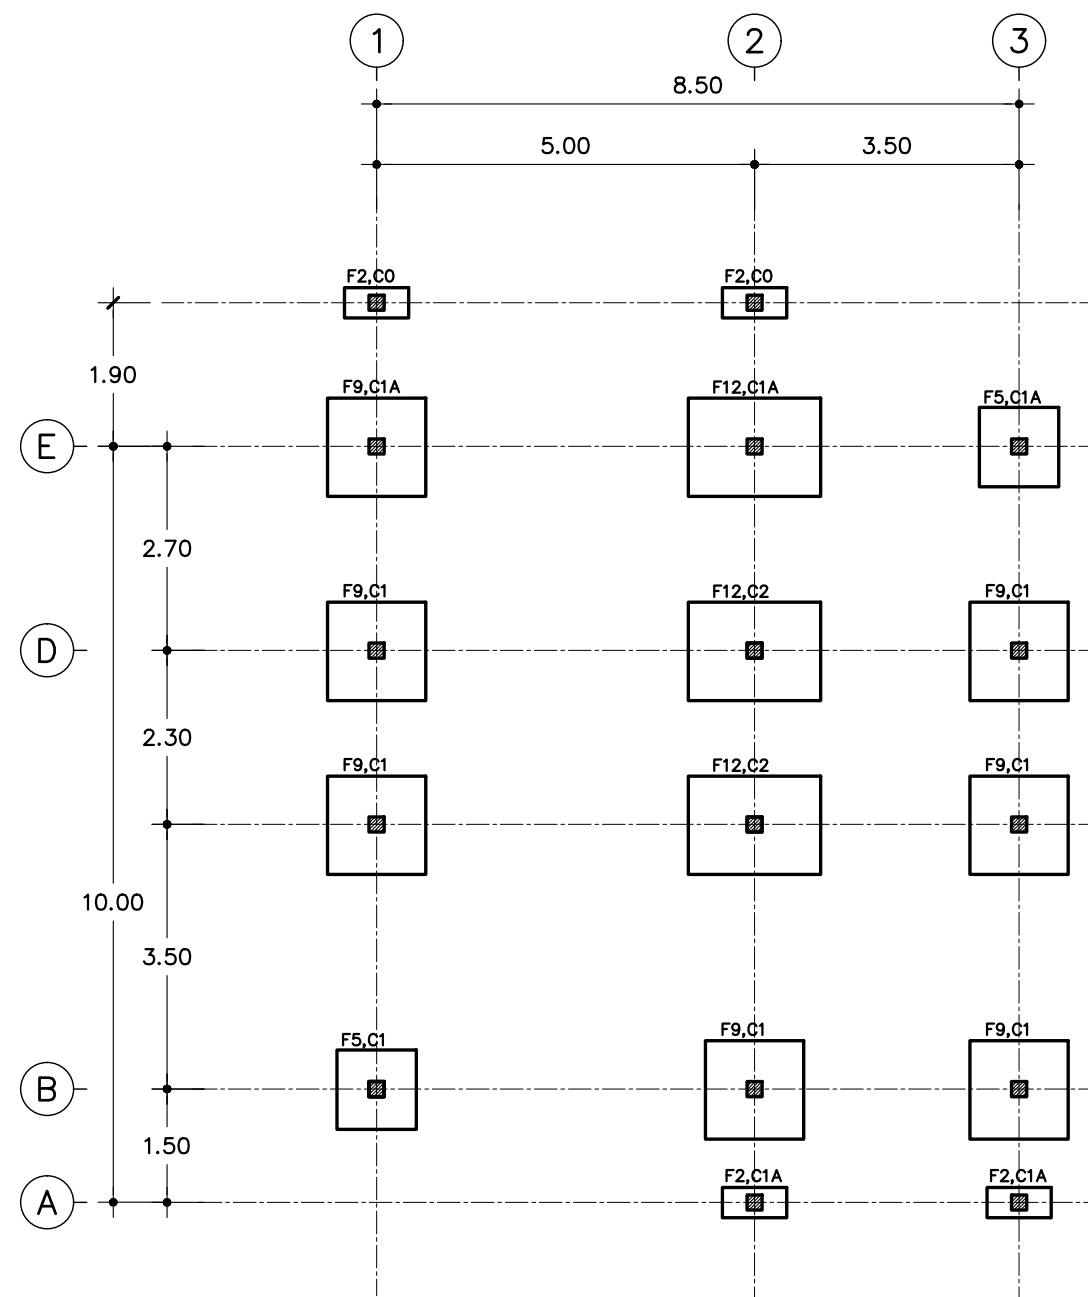 1 2 3
8.50
5.00 3.50
F2,C0 F2,C0
1.90
F9,C1A F12,C1A F5,C1A
E
2.70
F9,C1 F12,C2 F9,C1
D
2.30
F9,C1 F12,C2 F9,C1
10.00
3.50
F5,C1 F9,C1 F9,C1
B
1.50
F2,C1A F2,C1A
A